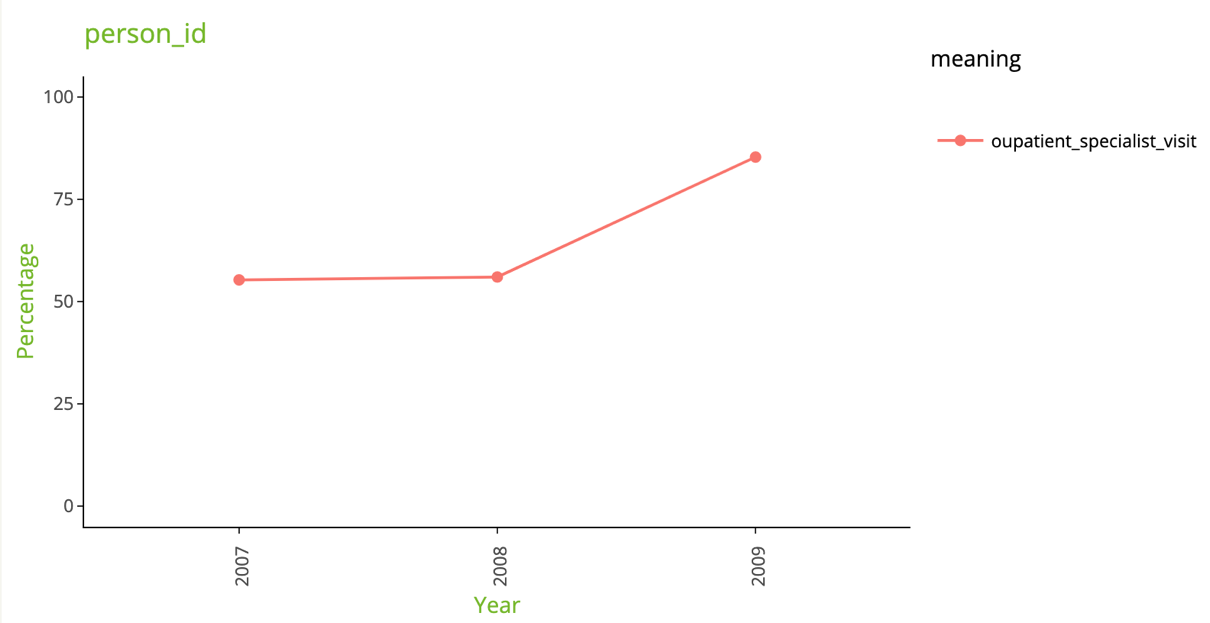 person_id
meaning
oupatient_specialist_visit
Percentage
100
75
50
25
0
2007
2008
2009
Year